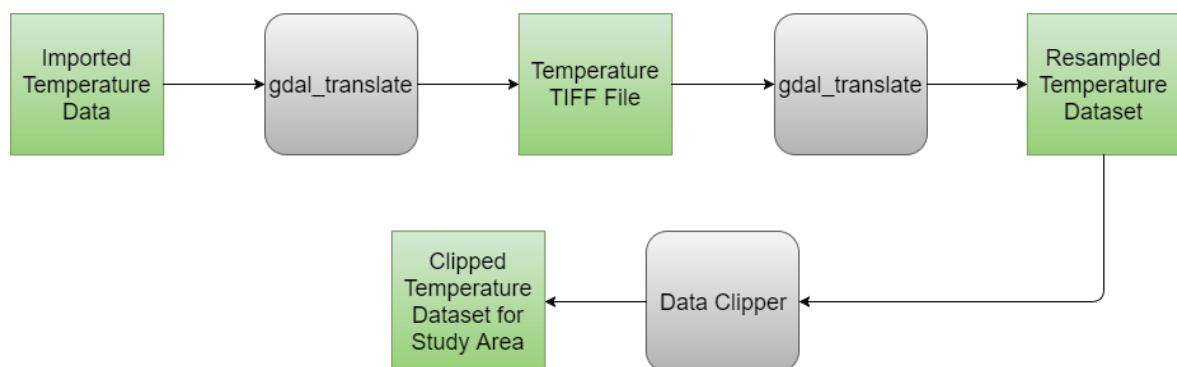 Imported
Temperature
Data
gdal_translate
Temperature
TIFF File
gdal_translate
Resampled
Temperature
Dataset
Clipped
Temperature
Dataset for
Study Area
Data Clipper